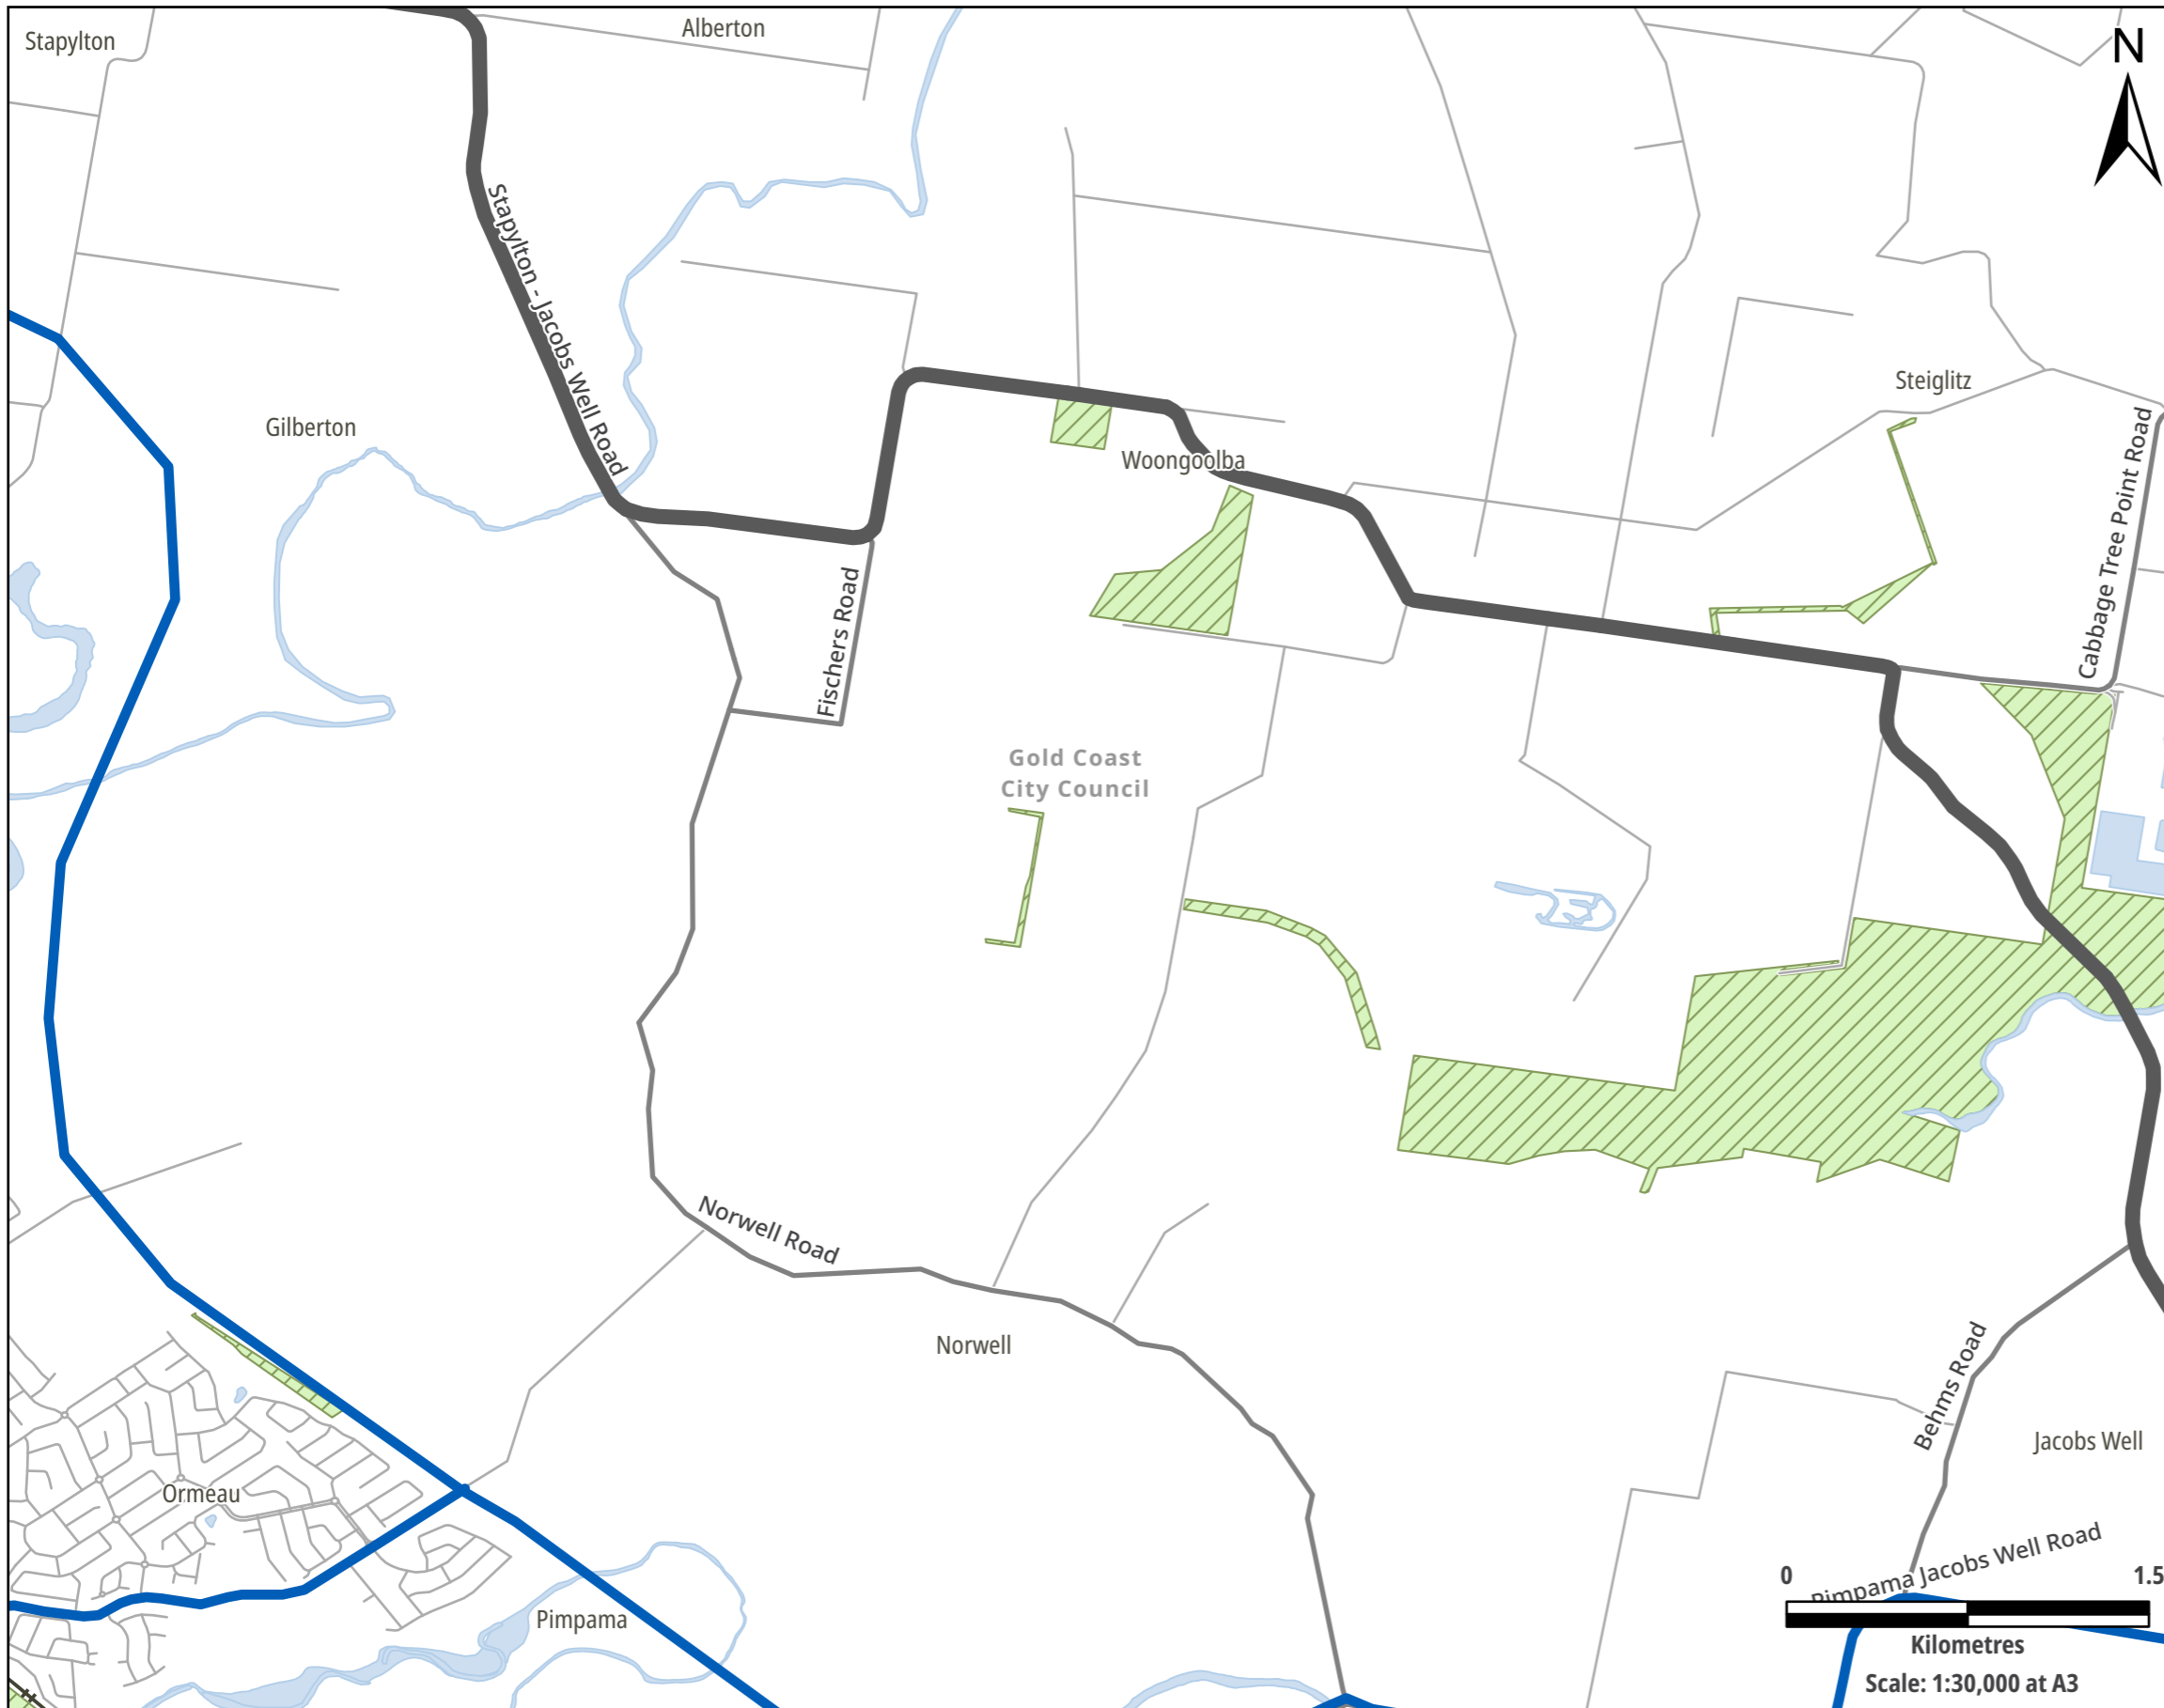 Stapylton
Alberton
N
Stapylton - Jacobs Well Road
Steiglitz
Gilberton
Woongoolba
Cabbage Tree Point Road
Fischers Road
Gold Coast
City Council
Norwell Road
Norwell
Behms Road
Jacobs Well
Ormeau
Pimpama Jacobs Well Road
0
1.5
Pimpama
Kilometres
Scale: 1:30,000 at A3